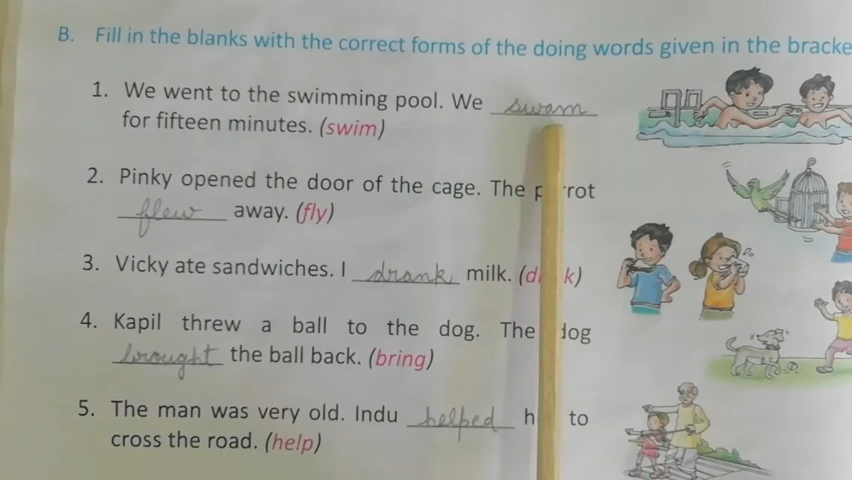 B. Fill in the blanks with the correct forms of the doing words given in the bracke
1. We went to the swimming pool. We swam
for fifteen minutes. (swim)
2. Pinky opened the door of the cage. The p rrot
flew away. (fly)
3. Vicky ate sandwiches. I drank milk. (d k)
4. Kapil threw a ball to the dog. The dog
brought the ball back. (bring)
5. The man was very old. Indu helped h to
cross the road. (help)